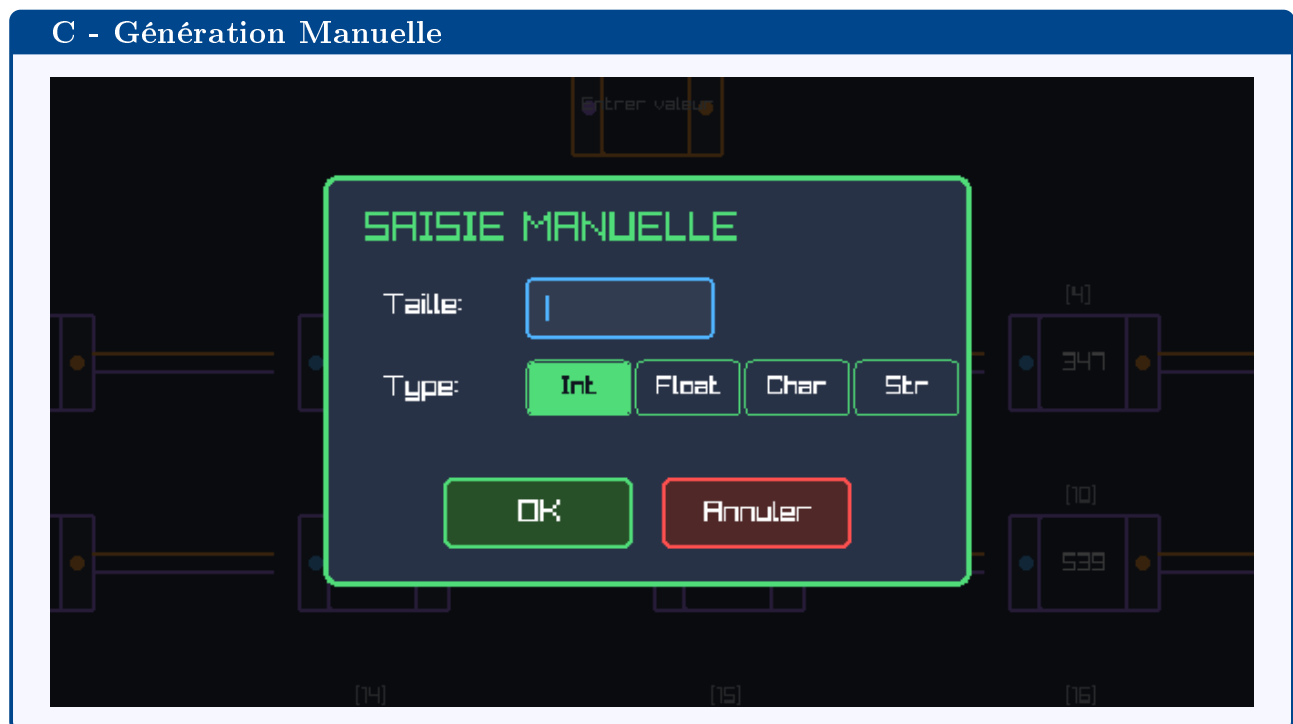 C - Génération Manuelle
Entrer valeur
SAISIE MANUELLE
Taille:
[4]
Type: Int Float Char Str
347
OK Annuler
[10]
539
[14] [15] [16]